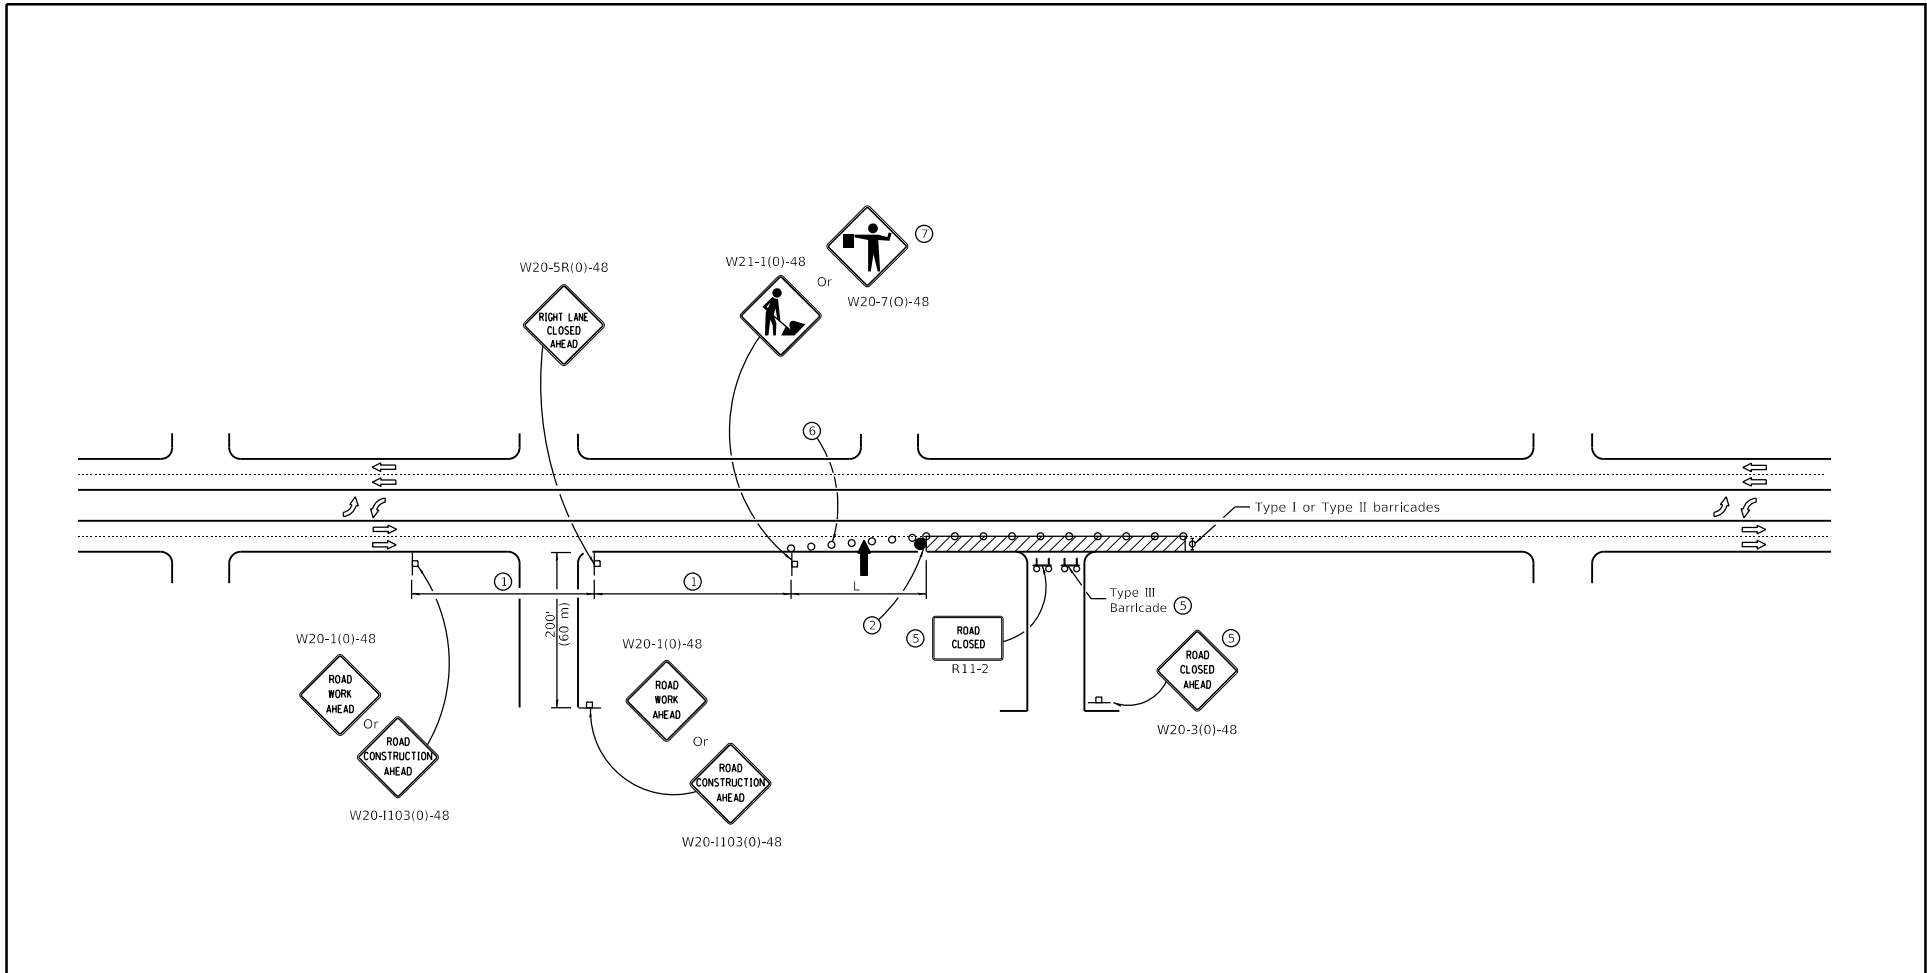 7
W20-5R(0)-48
W21-1(0)-48
Or
W20-7(O)-48
RIGHT LANE
CLOSED
AHEAD
6
Type I or Type II barricades
1
1
L
200'
(60 m)
2
Type III
Barricade
5
5
ROAD
CLOSED
R11-2
5
ROAD
CLOSED
AHEAD
W20-3(0)-48
W20-1(0)-48
ROAD
WORK
AHEAD
Or
ROAD
CONSTRUCTION
AHEAD
W20-I103(0)-48
W20-1(0)-48
ROAD
WORK
AHEAD
Or
ROAD
CONSTRUCTION
AHEAD
W20-I103(0)-48